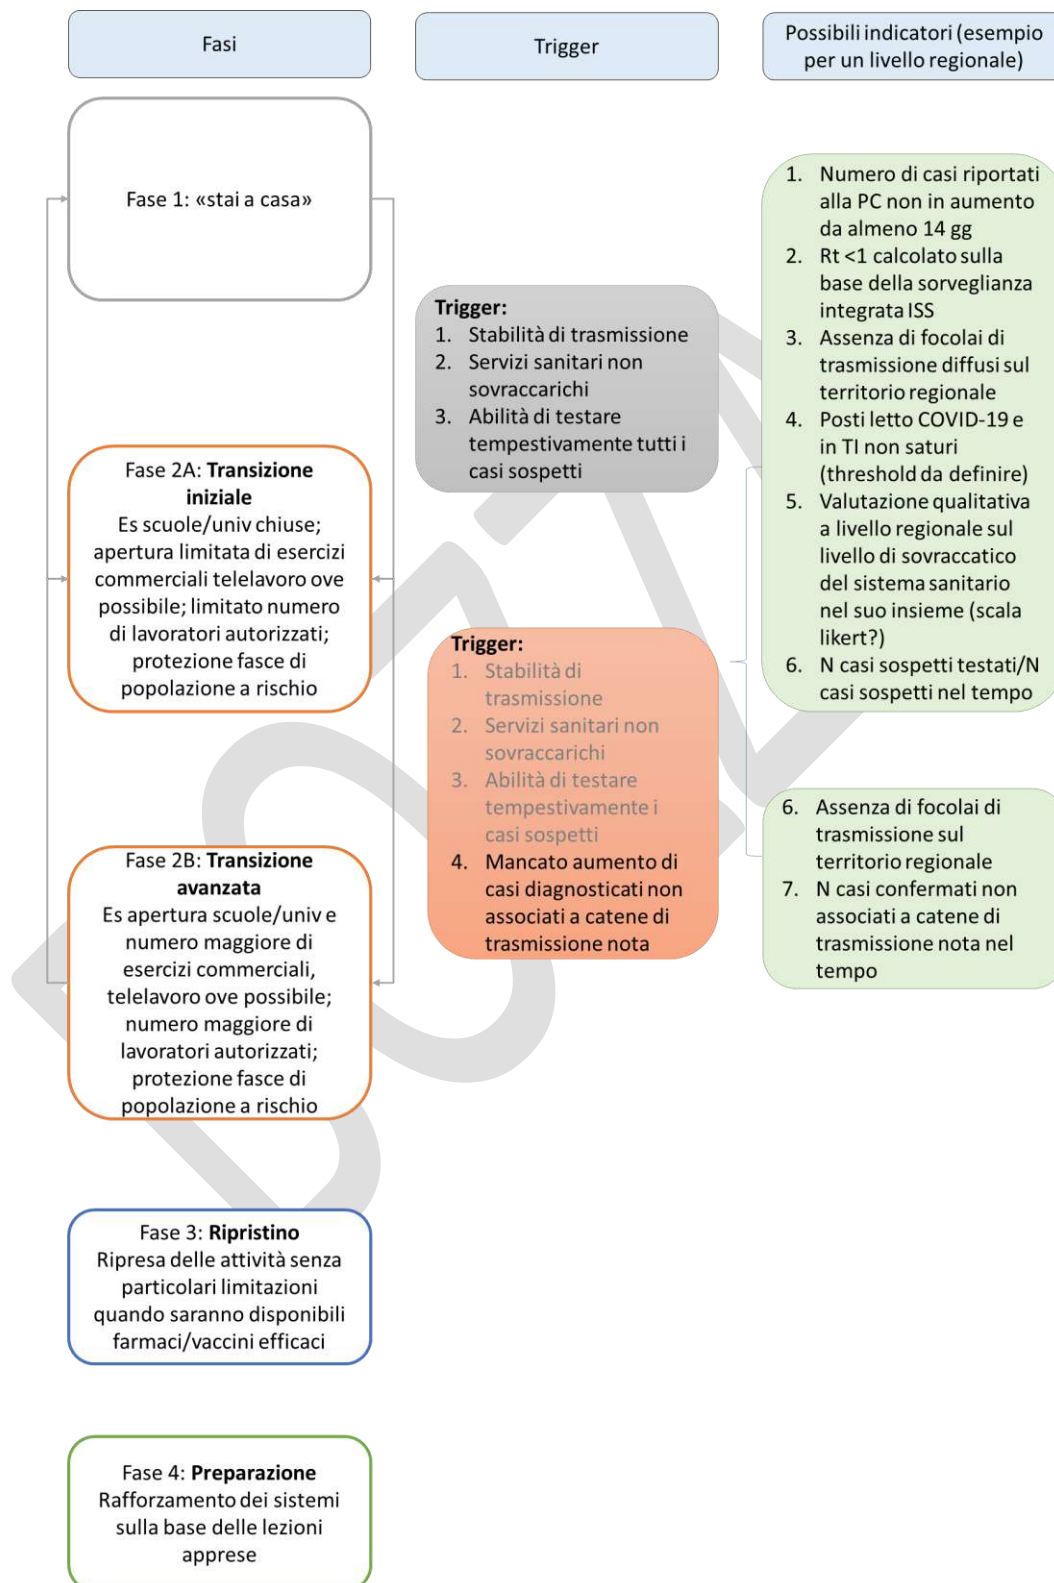 Fasi
Trigger
Possibili indicatori (esempio
per un livello regionale)
Fase 1: «stai a casa»
Fase 2A: Transizione
iniziale
Es scuole/univ chiuse;
apertura limitata di esercizi
commerciali telelavoro ove
possibile; limitato numero
di lavoratori autorizzati;
protezione fasce di
popolazione a rischio
Fase 2B: Transizione
avanzata
Es apertura scuole/univ e
numero maggiore di
esercizi commerciali,
telelavoro ove possibile;
numero maggiore di
lavoratori autorizzati;
protezione fasce di
popolazione a rischio
Fase 3: Ripristino
Ripresa delle attività senza
particolari limitazioni
quando saranno disponibili
farmaci/vaccini efficaci
Fase 4: Preparazione
Rafforzamento dei sistemi
sulla base delle lezioni
apprese
Trigger:
1. Stabilità di trasmissione
2. Servizi sanitari non
sovraccarichi
3. Abilità di testare
tempestivamente tutti i
casi sospetti
Trigger:
1. Stabilità di
trasmissione
2. Servizi sanitari non
sovraccarichi
3. Abilità di testare
tempestivamente i
casi sospetti
4. Mancato aumento di
casi diagnosticati non
associati a catene di
trasmissione nota
1. Numero di casi riportati
alla PC non in aumento
da almeno 14 gg
2. Rt <1 calcolato sulla
base della sorveglianza
integrata ISS
3. Assenza di focolai di
trasmissione diffusi sul
territorio regionale
4. Posti letto COVID-19 e
in TI non saturi
(threshold da definire)
5. Valutazione qualitativa
a livello regionale sul
livello di sovraccatico
del sistema sanitario
nel suo insieme (scala
likert?)
6. N casi sospetti testati/N
casi sospetti nel tempo
6. Assenza di focolai di
trasmissione sul
territorio regionale
7. N casi confermati non
associati a catene di
trasmissione nota nel
tempo